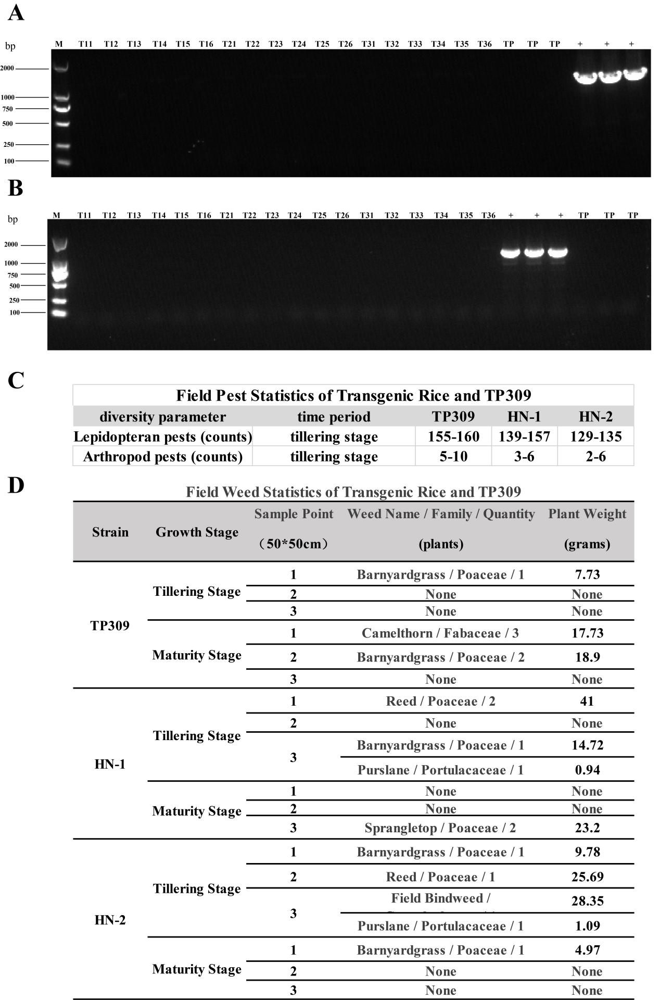 A
bp
M T11 T12 T13 T14 T15 T16 T21 T22 T23 T24 T25 T26 T31 T32 T33 T34 T35 T36 TP TP TP + + +
2000
1000
750
500
250
100
B
bp
M T11 T12 T13 T14 T15 T16 T21 T22 T23 T24 T25 T26 T31 T32 T33 T34 T35 T36 + + + TP TP TP
2000
1000
750
500
250
100
C
Field Pest Statistics of Transgenic Rice and TP309
diversity parameter time period TP309 HN-1 HN-2
Lepidopteran pests (counts) tillering stage 155-160 139-157 129-135
Arthropod pests (counts) tillering stage 5-10 3-6 2-6
D
Field Weed Statistics of Transgenic Rice and TP309
Strain Growth Stage Sample Point Weed Name / Family / Quantity Plant Weight
（50*50cm） (plants) (grams)
TP309
Tillering Stage
1 Barnyardgrass / Poaceae / 1 7.73
2 None None
3 None None
Maturity Stage
1 Camelthorn / Fabaceae / 3 17.73
2 Barnyardgrass / Poaceae / 2 18.9
3 None None
HN-1
Tillering Stage
1 Reed / Poaceae / 2 41
2 None None
3 Barnyardgrass / Poaceae / 1 14.72
Purslane / Portulacaceae / 1 0.94
Maturity Stage
1 None None
2 None None
3 Sprangletop / Poaceae / 2 23.2
HN-2
Tillering Stage
1 Barnyardgrass / Poaceae / 1 9.78
2 Reed / Poaceae / 1 25.69
3 Field Bindweed / 28.35
Purslane / Portulacaceae / 1 1.09
Maturity Stage
1 Barnyardgrass / Poaceae / 1 4.97
2 None None
3 None None